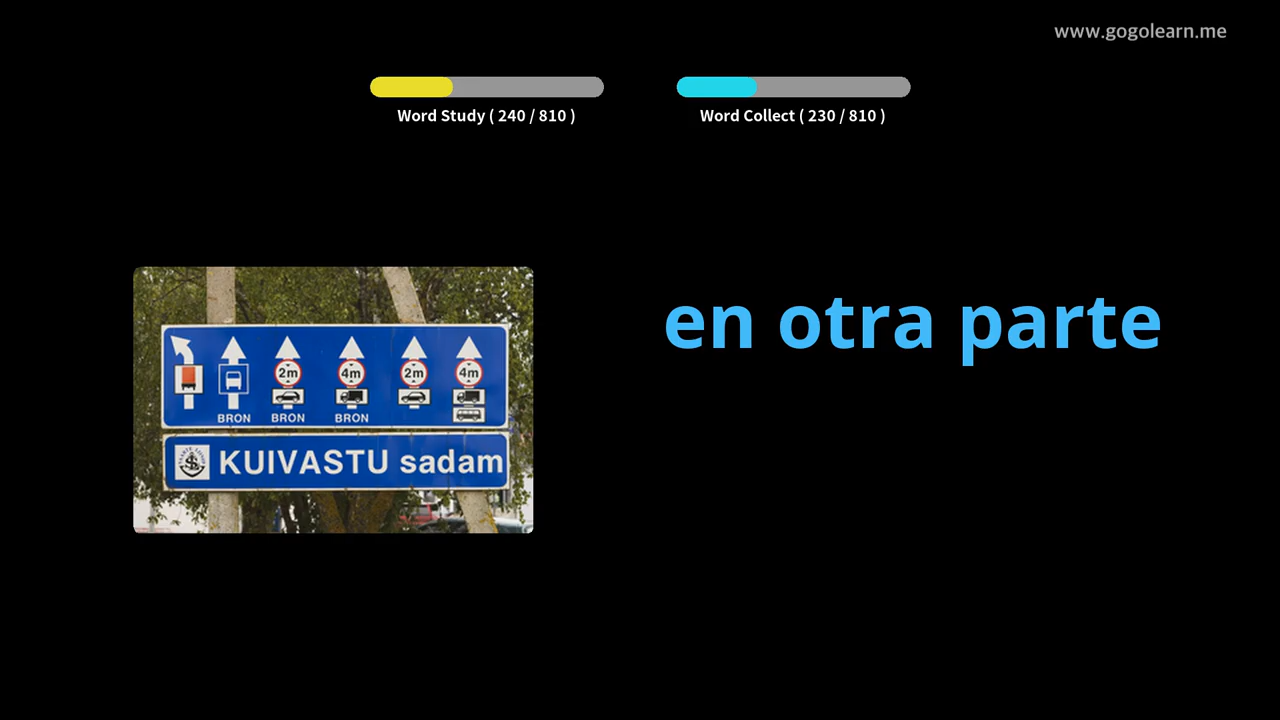 www.gogolearn.me
Word Study ( 240 / 810 )
Word Collect ( 230 / 810 )
en otra parte
2m 4m 2m 4m
BRON BRON BRON
KUIVASTU sadam